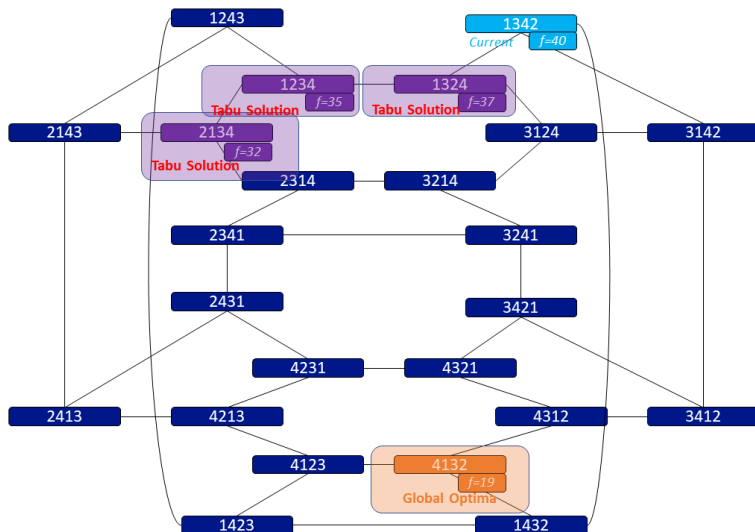 1243
1342
Current
f=40
1234
f=35
Tabu Solution
1324
f=37
Tabu Solution
2143
2134
f=32
Tabu Solution
3124
3142
2314
3214
2341
3241
2431
3421
4231
4321
2413
4213
4312
3412
4123
4132
f=19
Global Optima
1423
1432